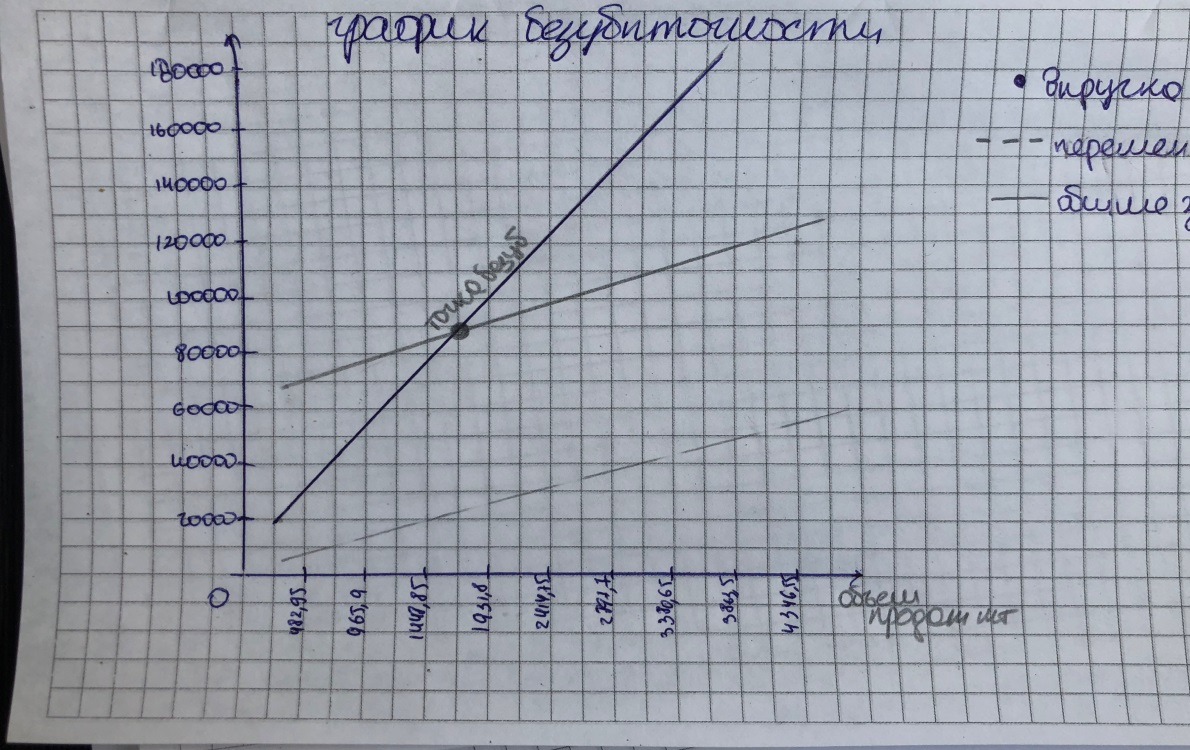 график безубыточности
180000
160000
140000
120000
100000
80000
60000
40000
20000
0
точка безуб
Выручка
перемен
общие з
482,95
965,9
1448,85
1931,8
2414,75
2897,7
3380,65
3863,5
4346,55
объем
продаж шт